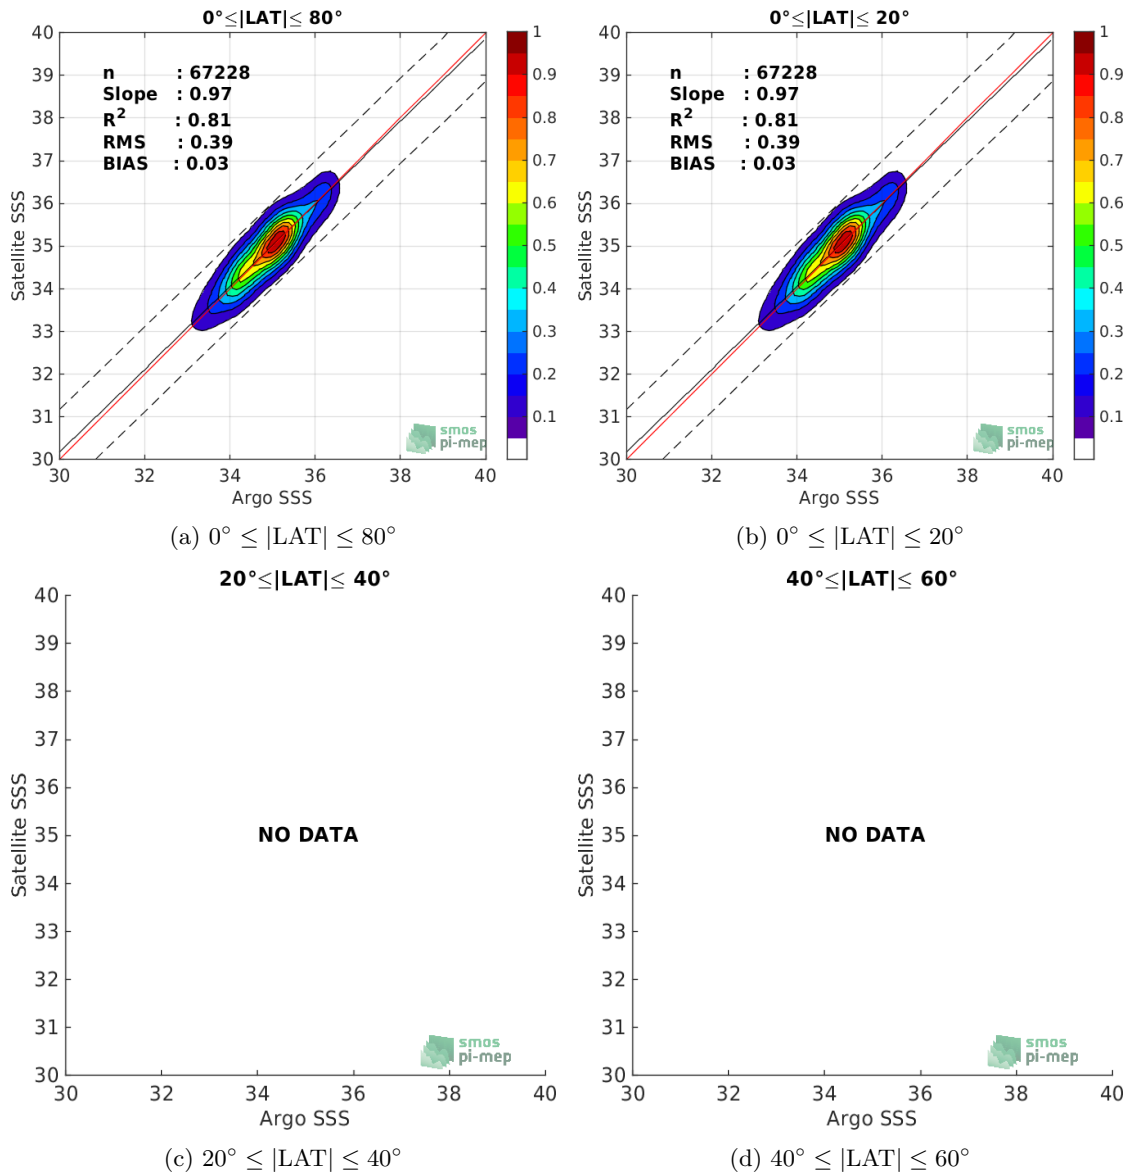 0°≤|LAT|≤ 80°
40
39
38
37
36
35
34
33
32
31
30
Satellite SSS
n : 67228
Slope : 0.97
R² : 0.81
RMS : 0.39
BIAS : 0.03
smos
pi-mep
30 32 34 36 38 40
Argo SSS
1
0.9
0.8
0.7
0.6
0.5
0.4
0.3
0.2
0.1
(a) 0° ≤ |LAT| ≤ 80°
0°≤|LAT|≤ 20°
40
39
38
37
36
35
34
33
32
31
30
Satellite SSS
n : 67228
Slope : 0.97
R² : 0.81
RMS : 0.39
BIAS : 0.03
smos
pi-mep
30 32 34 36 38 40
Argo SSS
1
0.9
0.8
0.7
0.6
0.5
0.4
0.3
0.2
0.1
(b) 0° ≤ |LAT| ≤ 20°
20°≤|LAT|≤ 40°
40
39
38
37
36
35
34
33
32
31
30
Satellite SSS
NO DATA
smos
pi-mep
30 32 34 36 38 40
Argo SSS
(c) 20° ≤ |LAT| ≤ 40°
40°≤|LAT|≤ 60°
40
39
38
37
36
35
34
33
32
31
30
Satellite SSS
NO DATA
smos
pi-mep
30 32 34 36 38 40
Argo SSS
(d) 40° ≤ |LAT| ≤ 60°